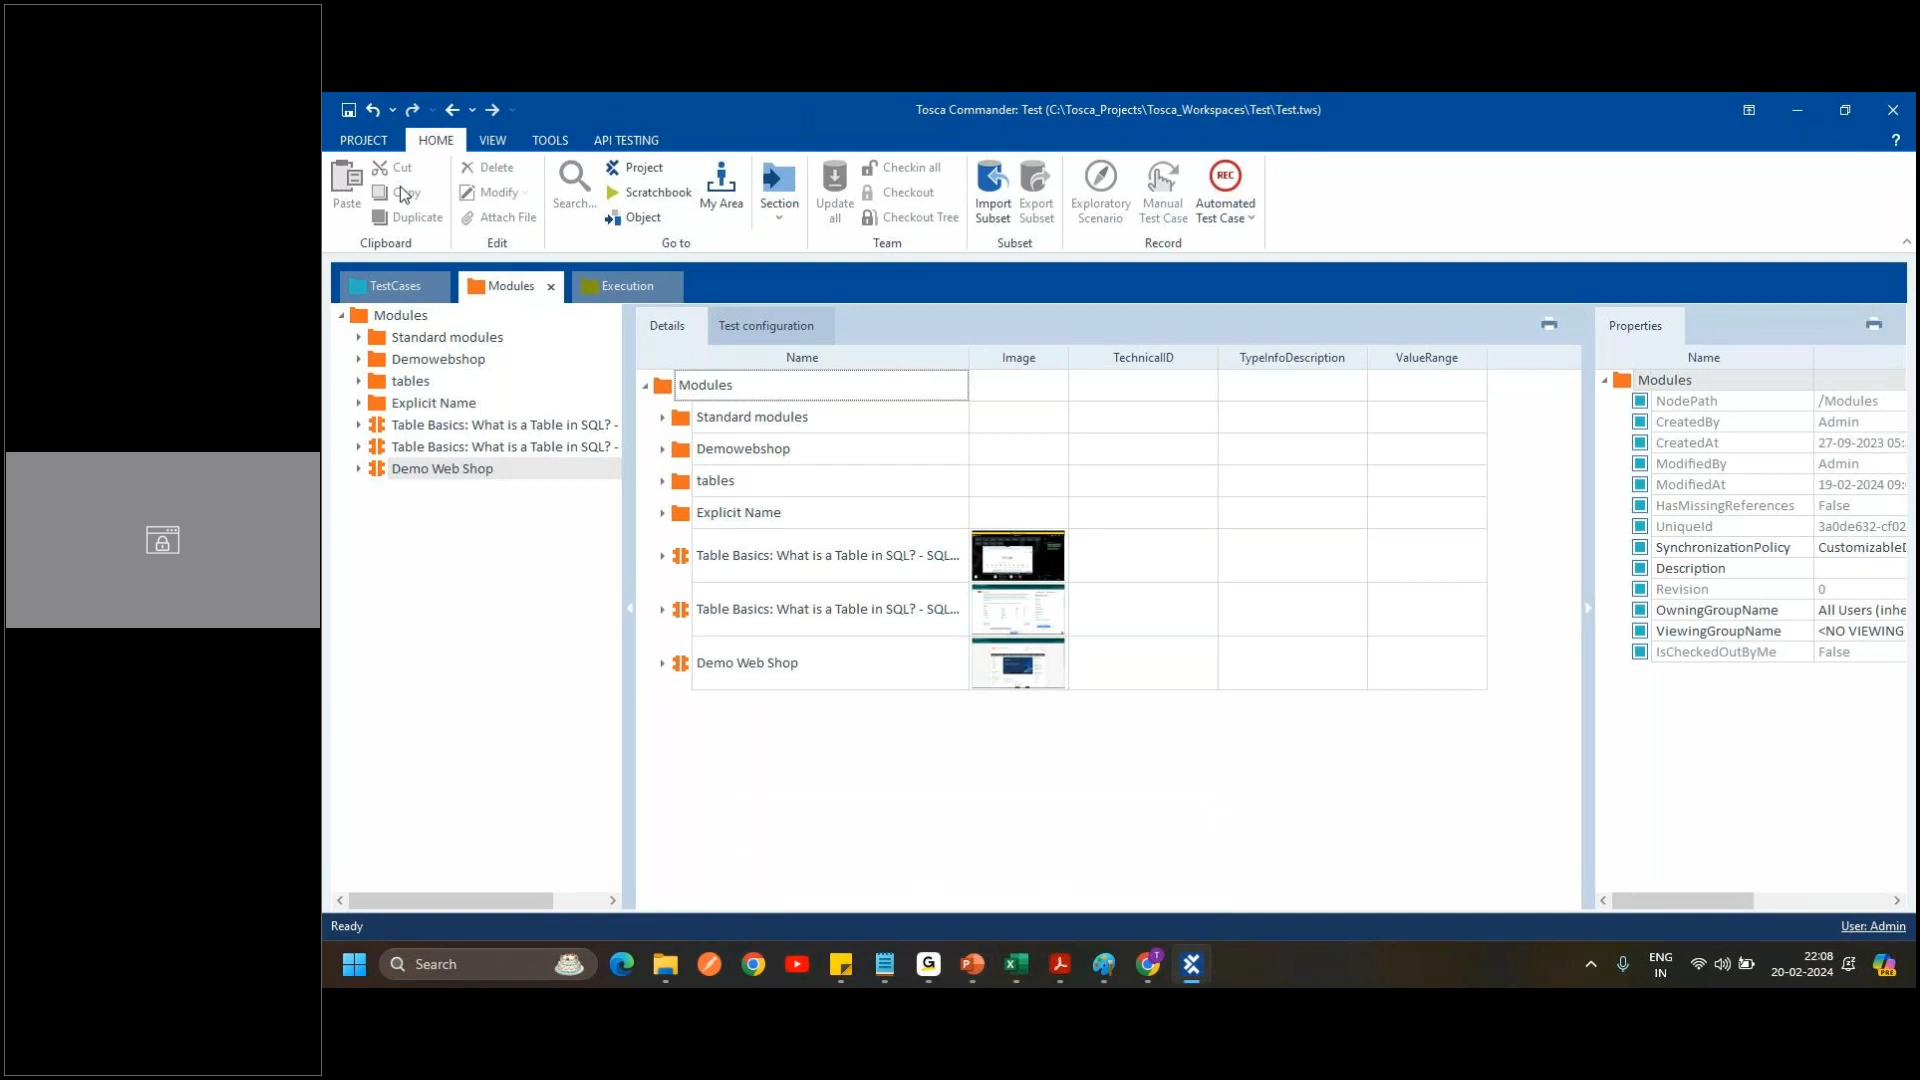 Tosca Commander: Test (C:\Tosca_Projects\Tosca_Workspaces\Test\Test.tws)
PROJECT HOME VIEW TOOLS API TESTING ?
Paste Cut Copy Duplicate
Clipboard
Delete
Modify
Attach File
Edit
Search...
Project
Scratchbook
Object
My Area
Section
Go to
Update all
Checkin all
Checkout
Checkout Tree
Team
Import Subset
Export Subset
Subset
Exploratory Scenario
Manual Test Case
REC
Automated Test Case
Record
TestCases Modules x Execution
Modules
Standard modules
Demowebshop
tables
Explicit Name
Table Basics: What is a Table in SQL? -
Table Basics: What is a Table in SQL? -
Demo Web Shop
Details Test configuration
Name Image TechnicalID TypeInfoDescription ValueRange
Modules
Standard modules
Demowebshop
tables
Explicit Name
Table Basics: What is a Table in SQL? - SQL...
Table Basics: What is a Table in SQL? - SQL...
Demo Web Shop
Properties
Name
Modules
NodePath /Modules
CreatedBy Admin
CreatedAt 27-09-2023 05:
ModifiedBy Admin
ModifiedAt 19-02-2024 09:
HasMissingReferences False
UniqueId 3a0de632-cf02
SynchronizationPolicy
Description
Revision 0
OwningGroupName All Users (inhe
ViewingGroupName <NO VIEWING
IsCheckedOutByMe False
Ready User: Admin
Search
ENG
IN
22:08
20-02-2024
PRE